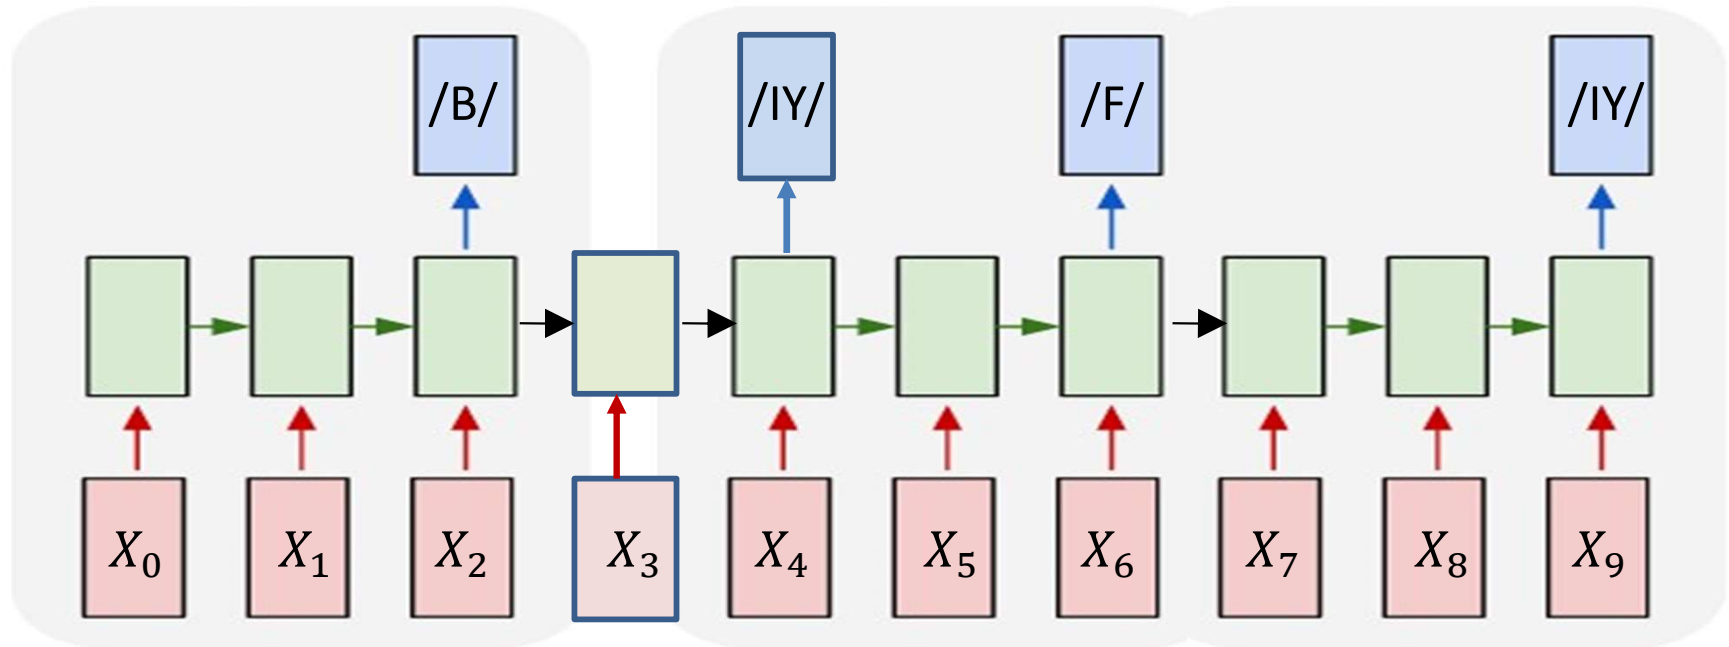 /B/ /IY/ /F/ /IY/
X₀ X₁ X₂ X₃ X₄ X₅ X₆ X₇ X₈ X₉